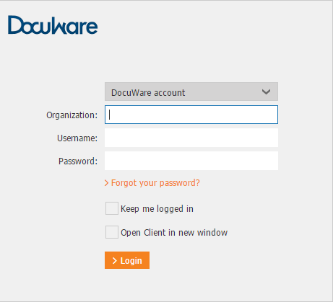 DocuWare
DocuWare account
Organization:
Username:
Password:
> Forgot your password?
Keep me logged in
Open Client in new window
> Login